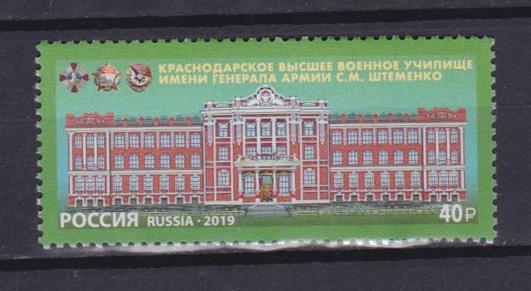 КРАСНОДАРСКОЕ ВЫСШЕЕ ВОЕННОЕ УЧИЛИЩЕ
ИМЕНИ ГЕНЕРАЛА АРМИИ С.М. ШТЕМЕНКО
РОССИЯ RUSSIA · 2019
40₽